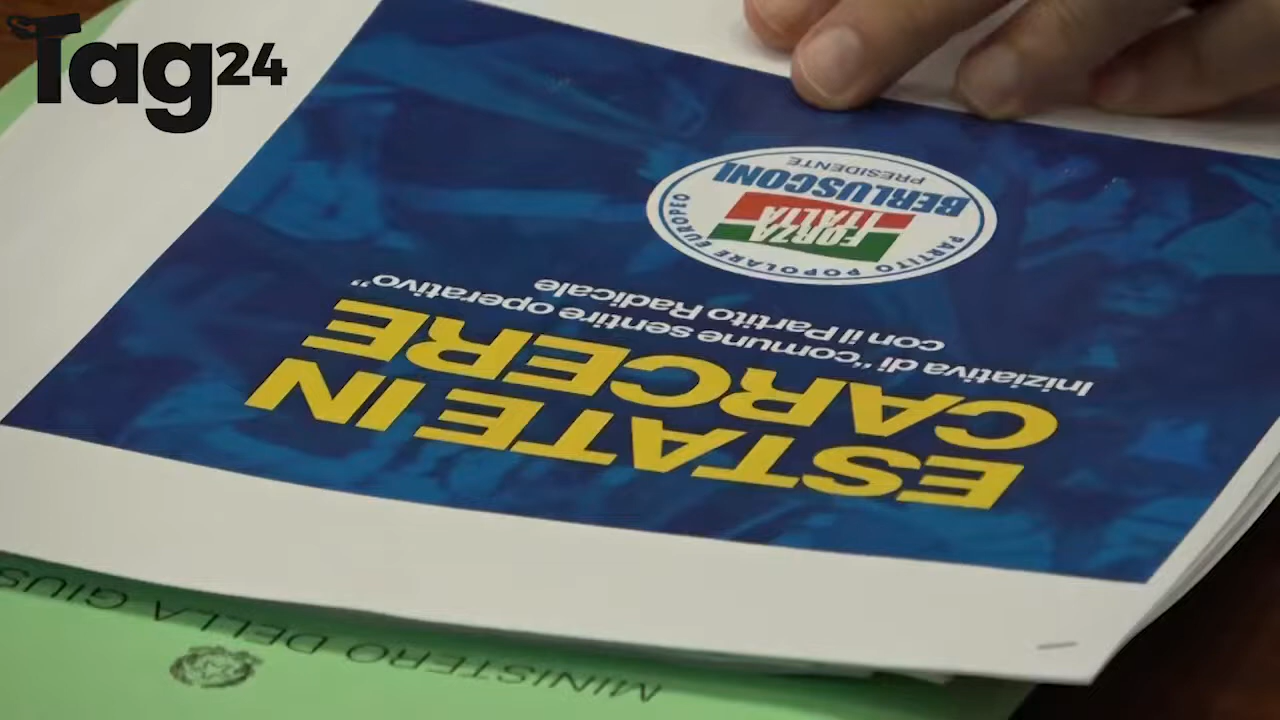 Tag24
ESTATE IN
CARCERE
Iniziativa di “comune sentire operativo”
con il Partito Radicale
PARTITO POPOLARE EUROPEO
FORZA
ITALIA
BERLUSCONI
PRESIDENTE
MINISTERO DELLA GIUS